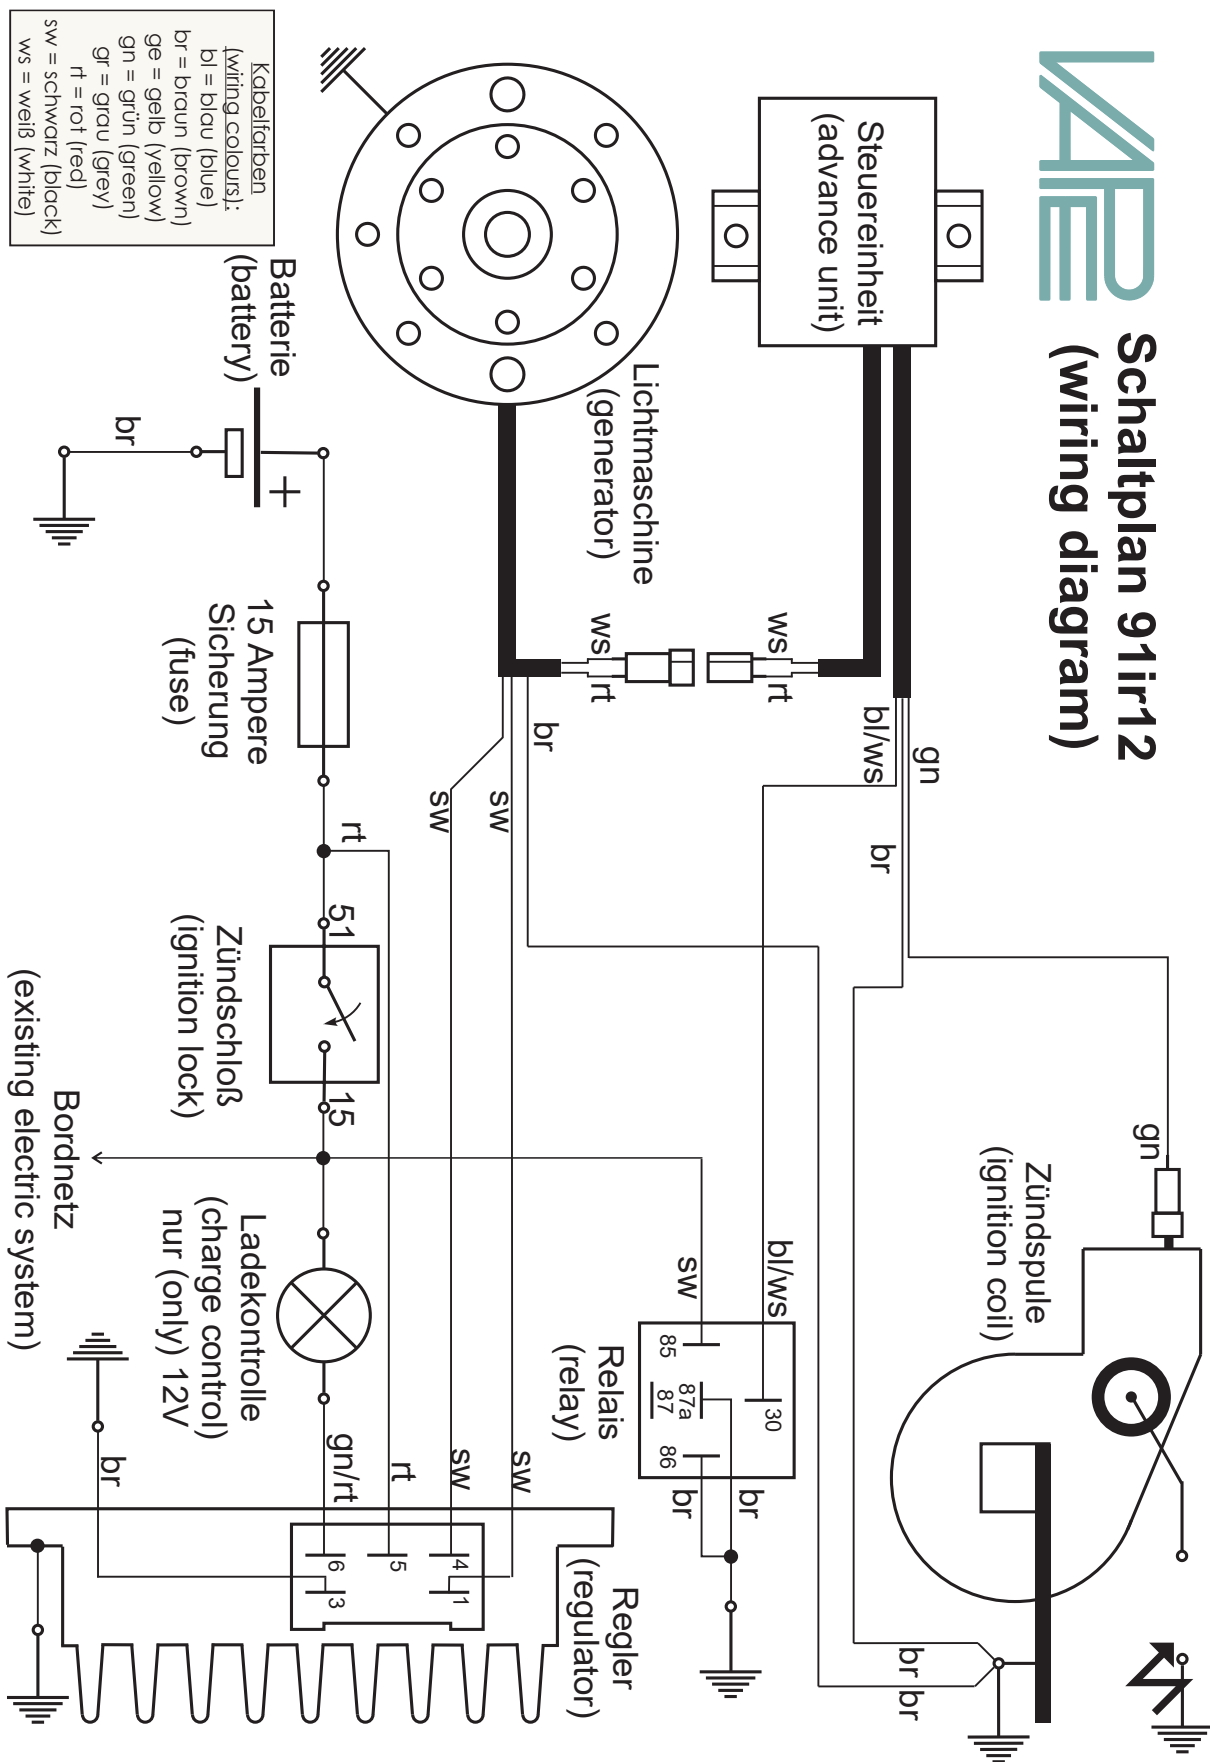 VAPE
Schaltplan 91ir12
(wiring diagram)
Steuereinheit
(advance unit)
Lichtmaschine
(generator)
ws
rt
ws
rt
bl/ws
gn
br
br
sw
sw
gn
Zündspule
(ignition coil)
Kabelfarben
(wiring colours):
bl = blau (blue)
br = braun (brown)
ge = gelb (yellow)
gn = grün (green)
gr = grau (grey)
rt = rot (red)
sw = schwarz (black)
ws = weiß (white)
Batterie
(battery)
+
br
15 Ampere
Sicherung
(fuse)
rt
51
Zündschloß
(ignition lock)
15
Bordnetz
(existing electric system)
Ladekontrolle
(charge control)
nur (only) 12V
bl/ws
sw
Relais
(relay)
85
87a
87
86
30
br
br
gn/rt
rt
sw
sw
br
6
5
4
3
1
Regler
(regulator)
br
br